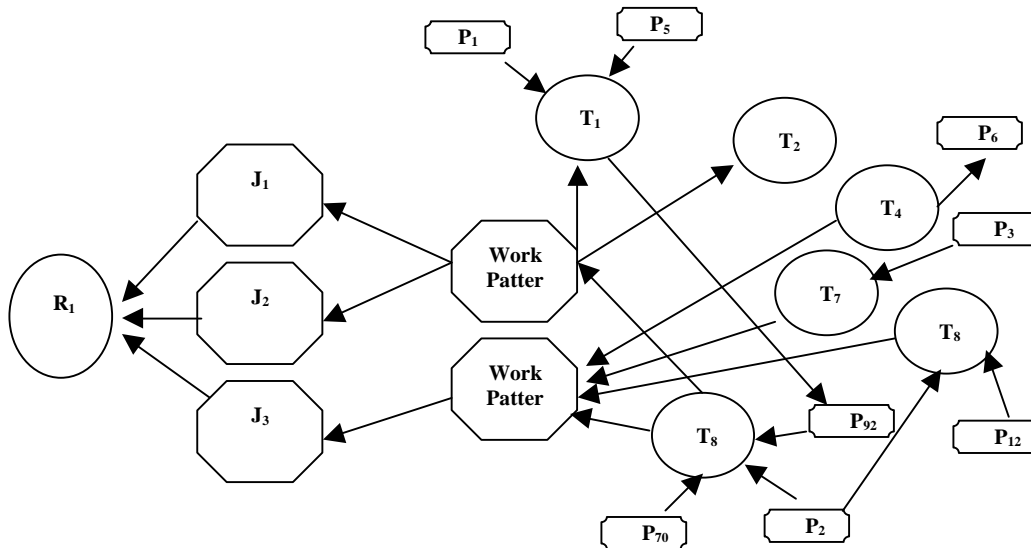 P₁
P₅
T₁
T₂
P₆
J₁
T₄
P₃
Work
Patter
R₁
J₂
T₇
T₈
Work
Patter
J₃
T₈
P₉₂
P₁₂
P₇₀
P₂